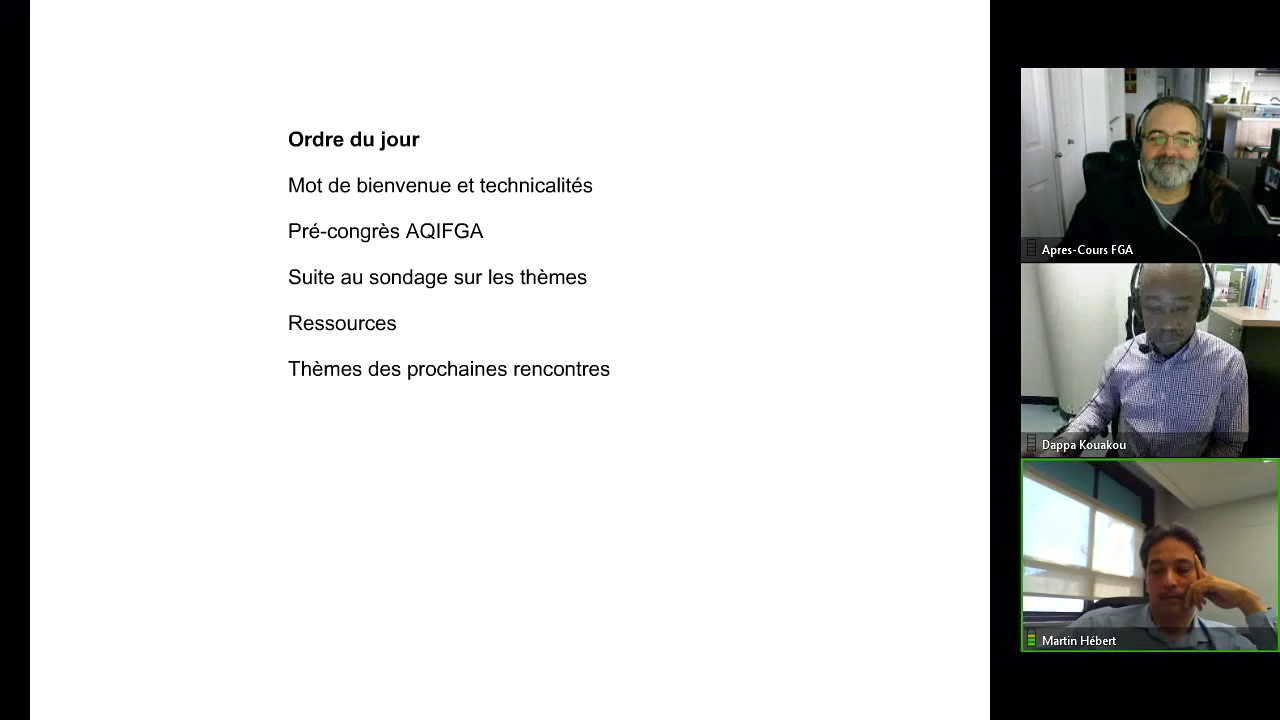 Ordre du jour
Mot de bienvenue et technicalités
Pré-congrès AQIFGA
Suite au sondage sur les thèmes
Ressources
Thèmes des prochaines rencontres
Apres-Cours FGA
Dappa Kouakou
Martin Hébert